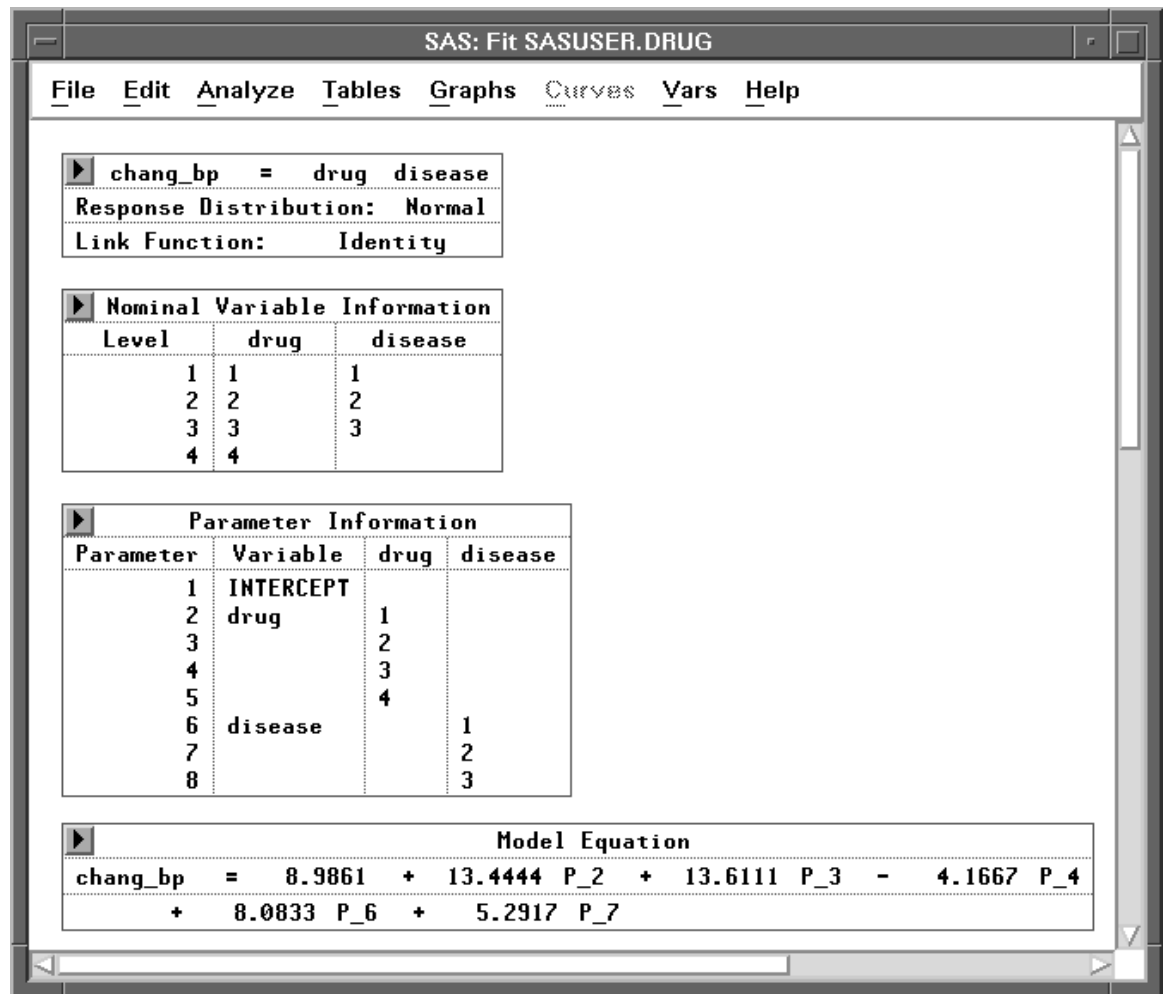 SAS: Fit SASUSER.DRUG
File Edit Analyze Tables Graphs Curves Vars Help
chang_bp = drug disease
Response Distribution: Normal
Link Function: Identity
Nominal Variable Information
Level drug disease
1 1 1
2 2 2
3 3 3
4 4
Parameter Information
Parameter Variable drug disease
1 INTERCEPT
2 drug 1
3 2
4 3
5 4
6 disease 1
7 2
8 3
Model Equation
chang_bp = 8.9861 + 13.4444 P_2 + 13.6111 P_3 - 4.1667 P_4
+ 8.0833 P_6 + 5.2917 P_7